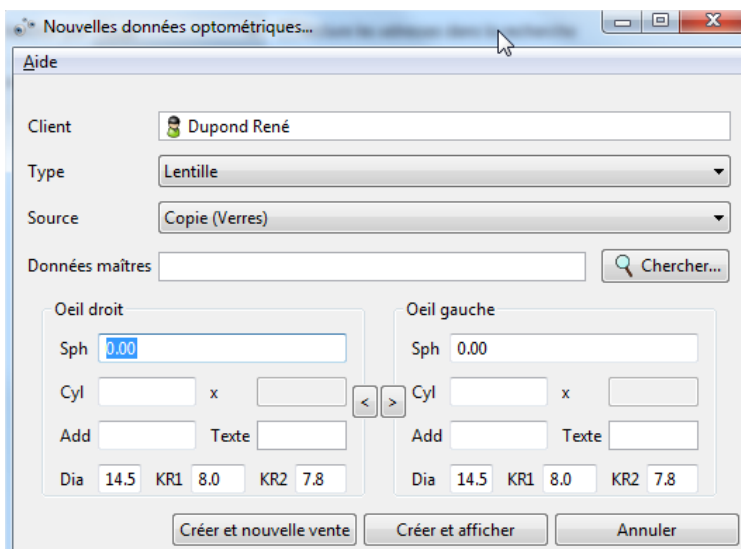 Nouvelles données optométriques...
Aide
Client Dupond René
Type Lentille
Source Copie (Verres)
Données maîtres Chercher...
Oeil droit Oeil gauche
Sph 0.00 Sph 0.00
Cyl x < > Cyl x
Add Texte Add Texte
Dia 14.5 KR1 8.0 KR2 7.8 Dia 14.5 KR1 8.0 KR2 7.8
Créer et nouvelle vente Créer et afficher Annuler